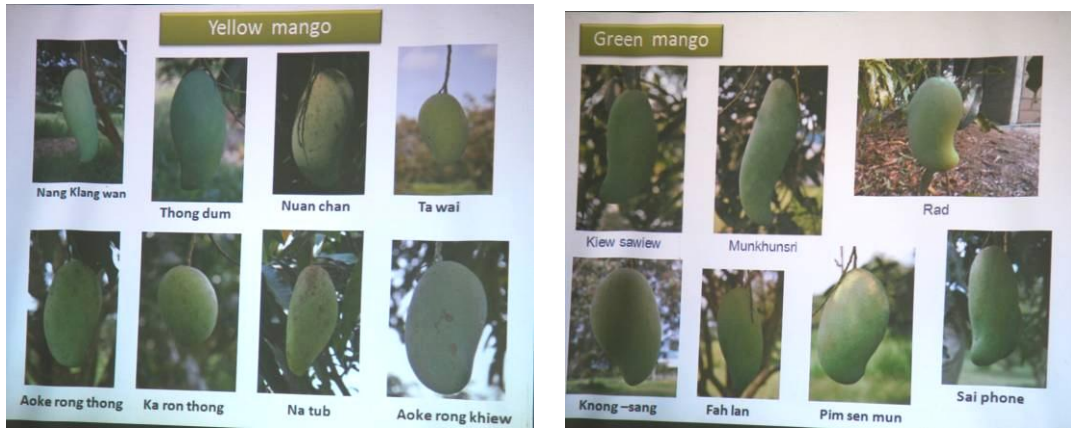 Yellow mango
Nang Klang wan
Thong dum
Nuan chan
Ta wai
Aoke rong thong
Ka ron thong
Na tub
Aoke rong khiew
Green mango
Kiew sawiew
Munkhunsri
Rad
Knong –sang
Fah lan
Pim sen mun
Sai phone